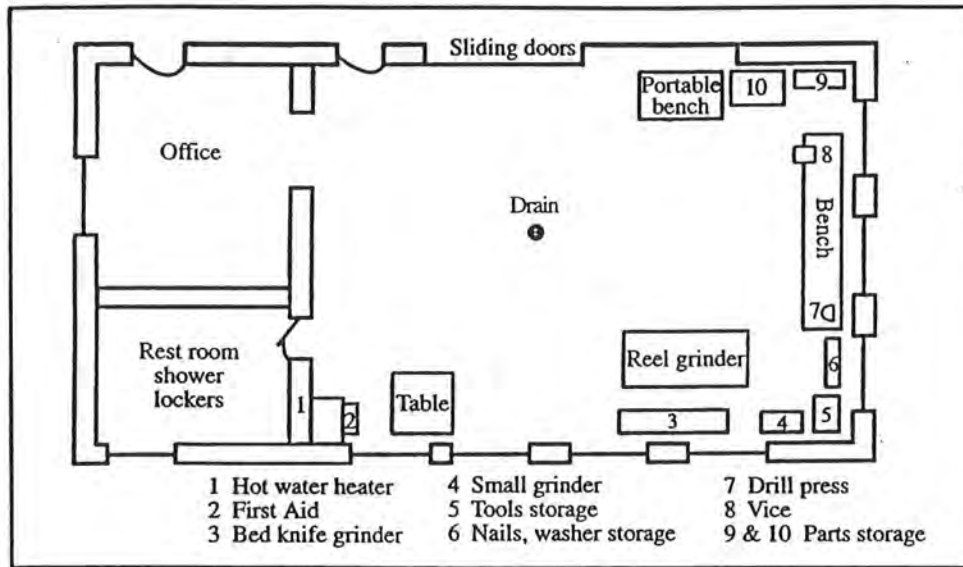 Sliding doors
Portable
bench
10
9
Office
8
Drain
Bench
7
Reel grinder
6
Rest room
shower
lockers
1
2
Table
3
4
5
1 Hot water heater
2 First Aid
3 Bed knife grinder
4 Small grinder
5 Tools storage
6 Nails, washer storage
7 Drill press
8 Vice
9 & 10 Parts storage